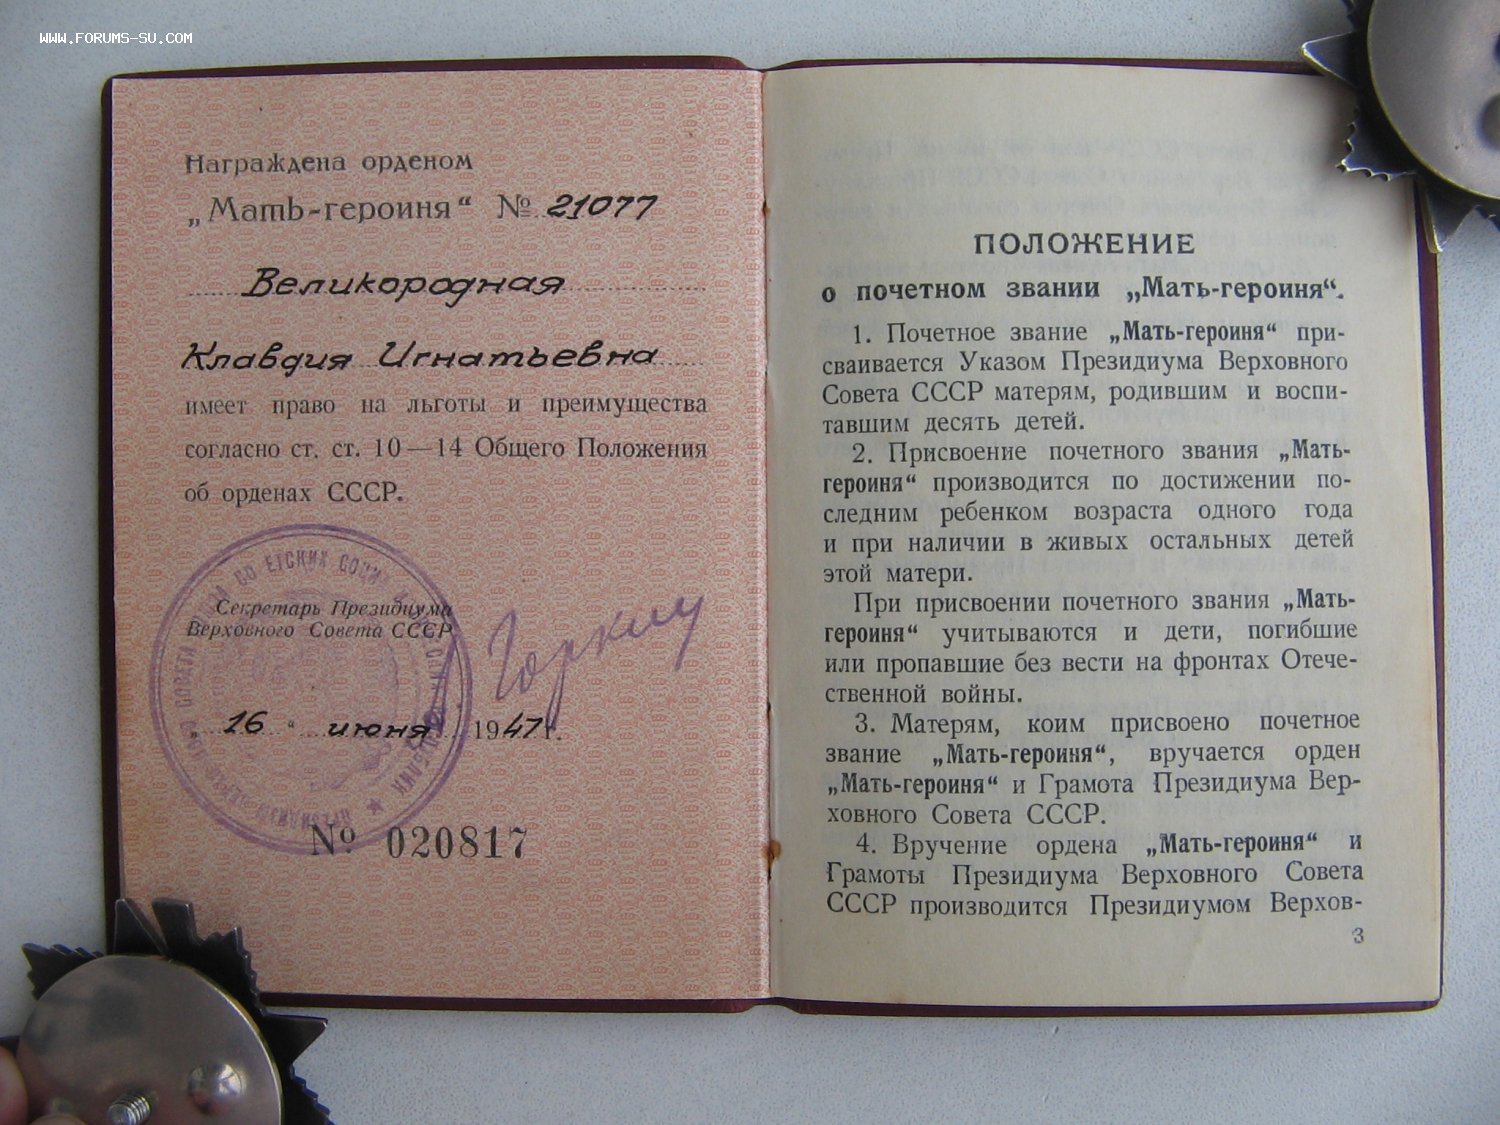 WWW.FORUMS-SU.COM
Награждена орденом
„Мать-героиня“ № 21077
Великородная
Клавдия Игнатьевна
имеет право на льготы и преимущества
согласно ст. ст. 10—14 Общего Положения
об орденах СССР.
Секретарь Президиума
Верховного Совета СССР
Горкин
„16“ июня 1947 г.
№ 020817
ПОЛОЖЕНИЕ
о почетном звании „Мать-героиня“.
1. Почетное звание „Мать-героиня“ при-
сваивается Указом Президиума Верховного
Совета СССР матерям, родившим и воспи-
тавшим десять детей.
2. Присвоение почетного звания „Мать-
героиня“ производится по достижении по-
следним ребенком возраста одного года
и при наличии в живых остальных детей
этой матери.
При присвоении почетного звания „Мать-
героиня“ учитываются и дети, погибшие
или пропавшие без вести на фронтах Отече-
ственной войны.
3. Матерям, коим присвоено почетное
звание „Мать-героиня“, вручается орден
„Мать-героиня“ и Грамота Президиума Вер-
ховного Совета СССР.
4. Вручение ордена „Мать-героиня“ и
Грамоты Президиума Верховного Совета
СССР производится Президиумом Верхов-
3